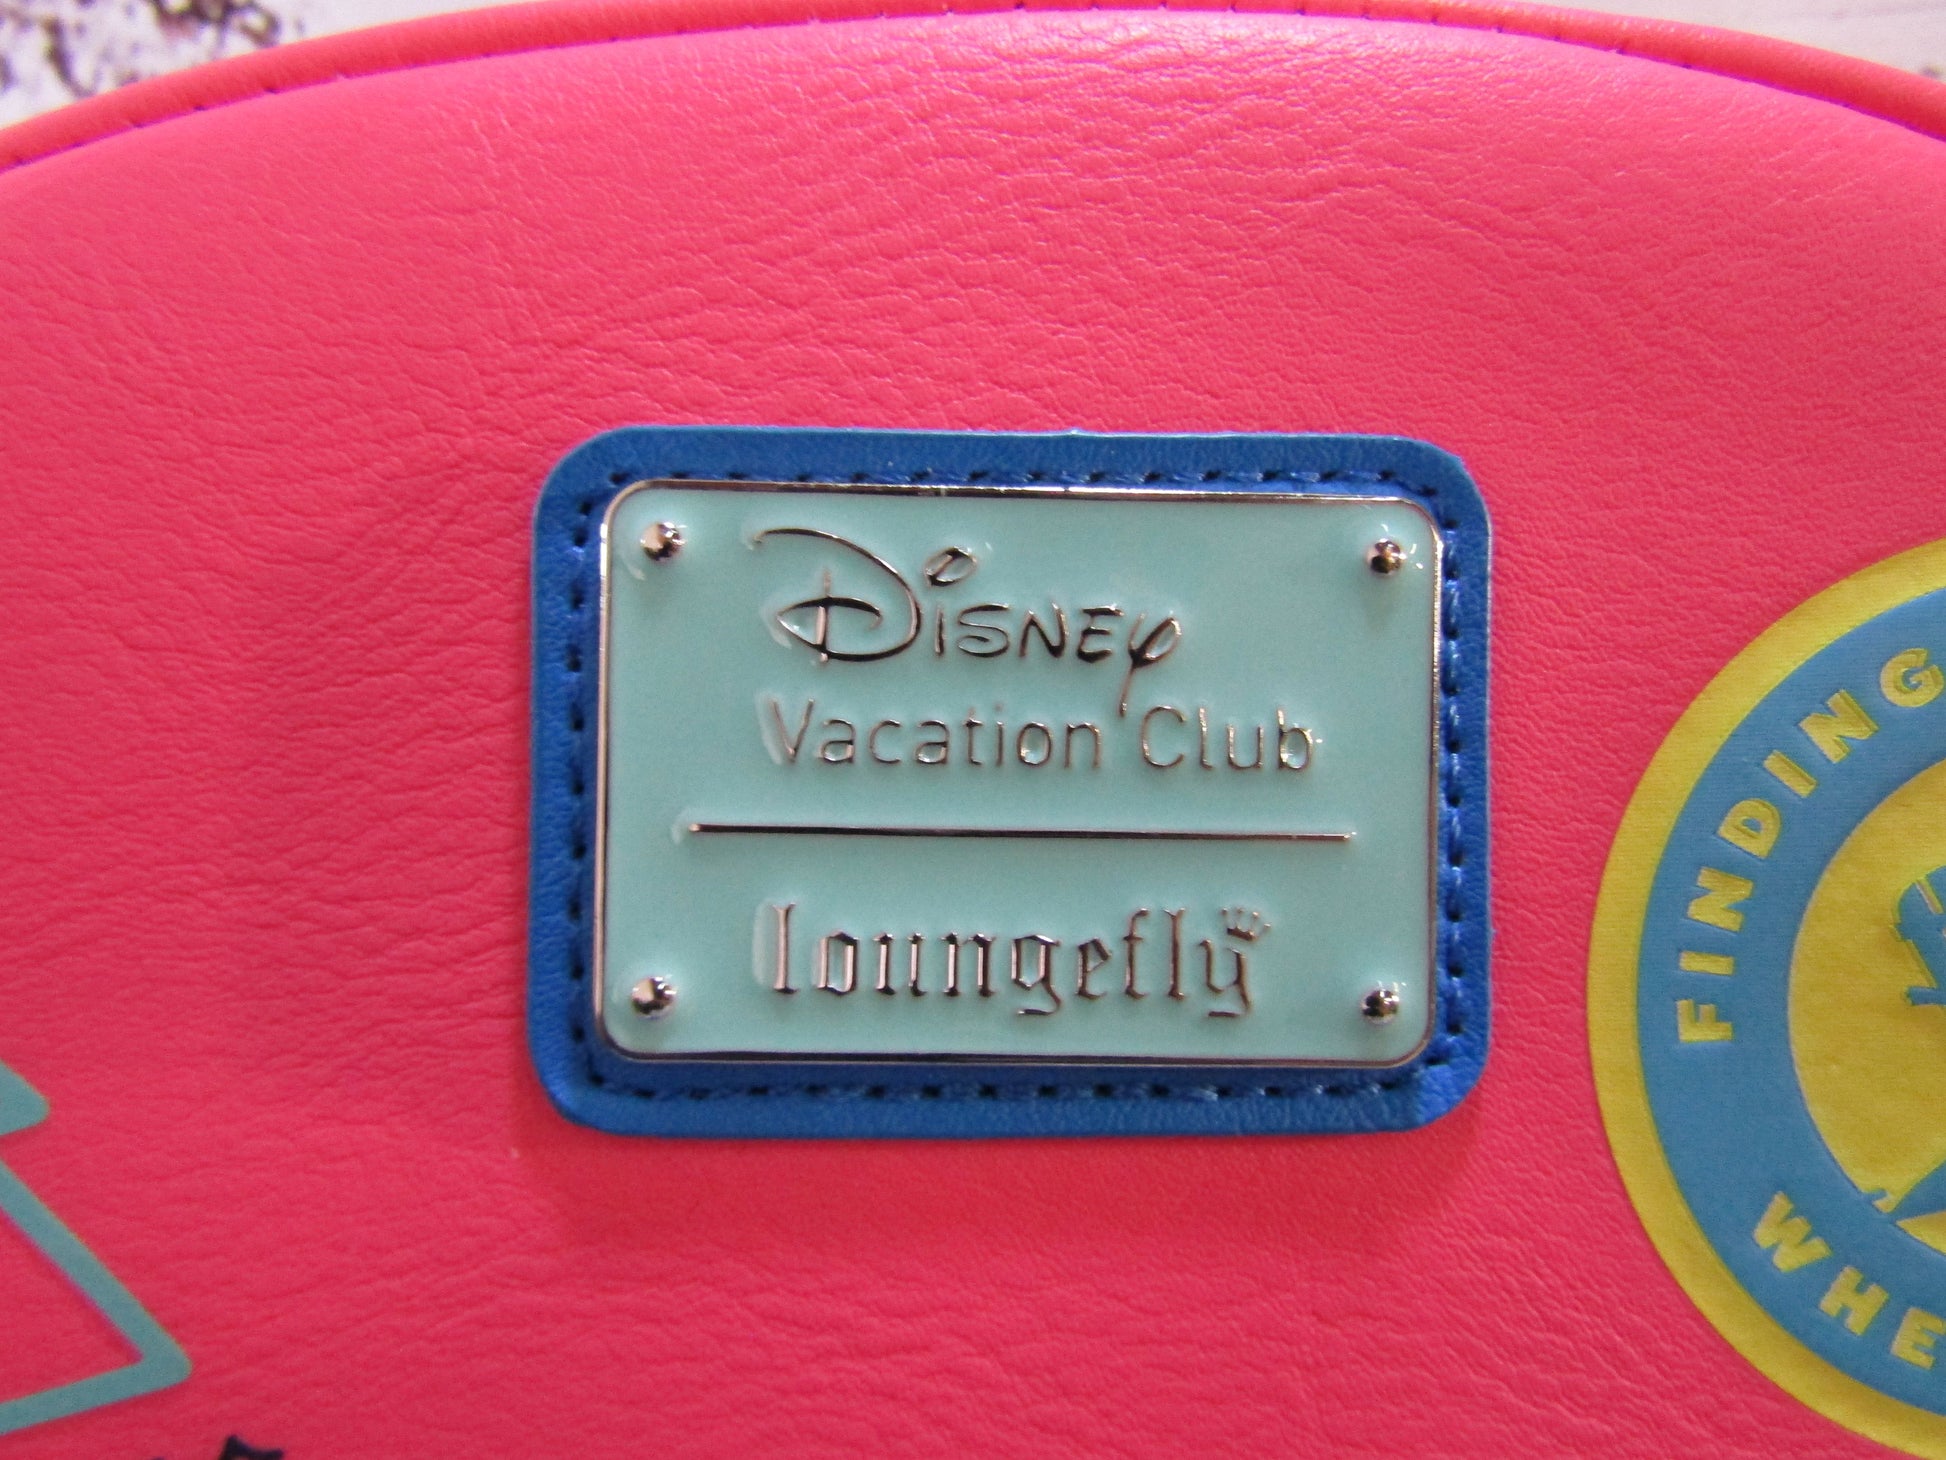 Disney
Vacation Club
loungefly
FINDING
WHE